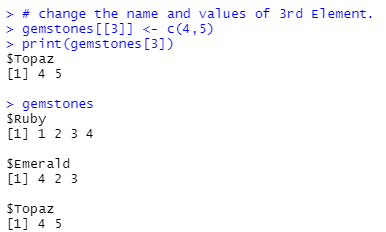 > # change the name and values of 3rd Element.
> gemstones[[3]] <- c(4,5)
> print(gemstones[3])
$Topaz
[1] 4 5
> gemstones
$Ruby
[1] 1 2 3 4
$Emerald
[1] 4 2 3
$Topaz
[1] 4 5